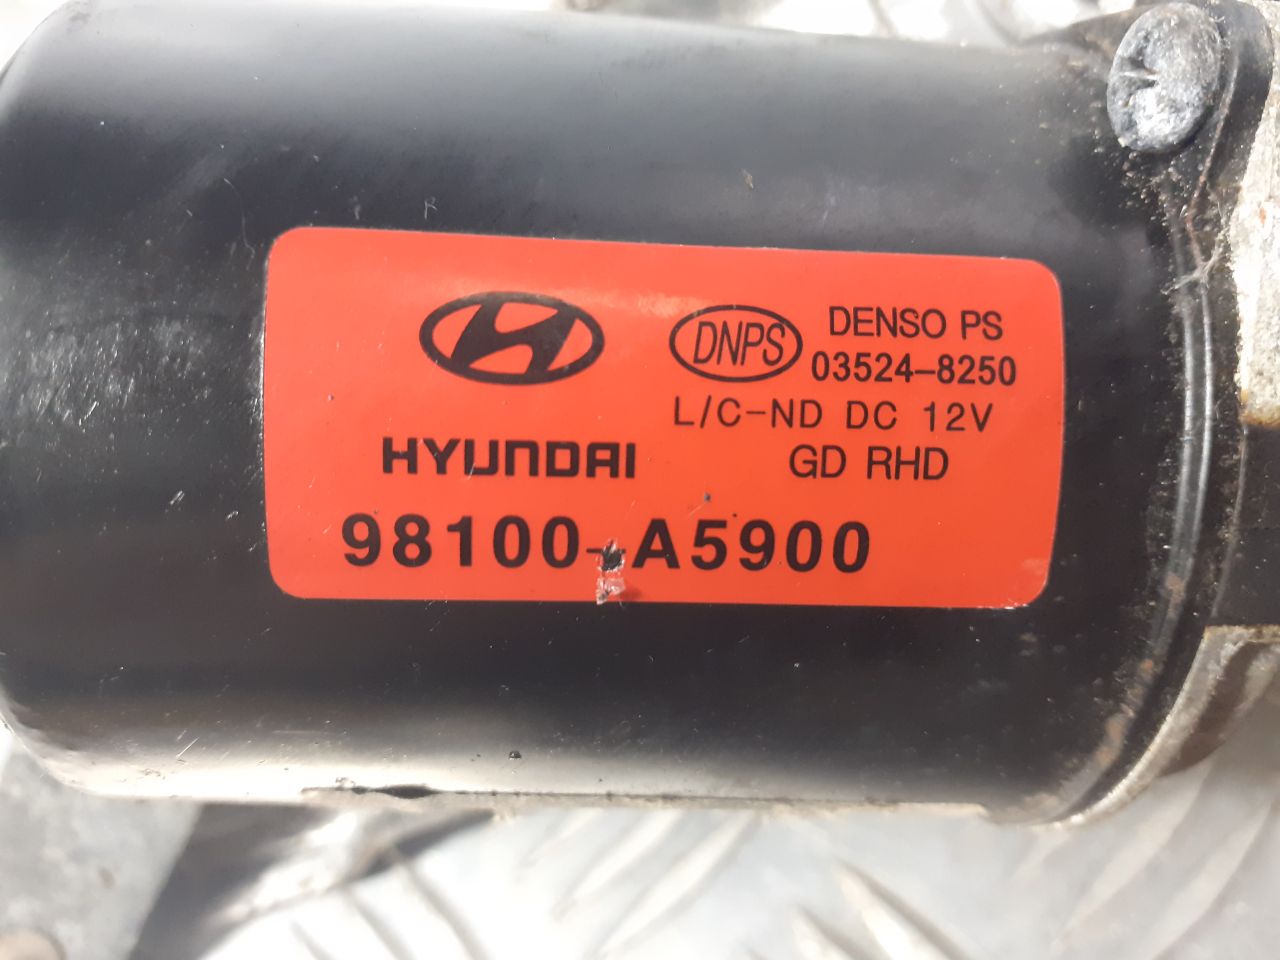 DNPS
DENSO PS
03524-8250
L/C-ND DC 12V
HYUNDAI
GD RHD
98100-A5900